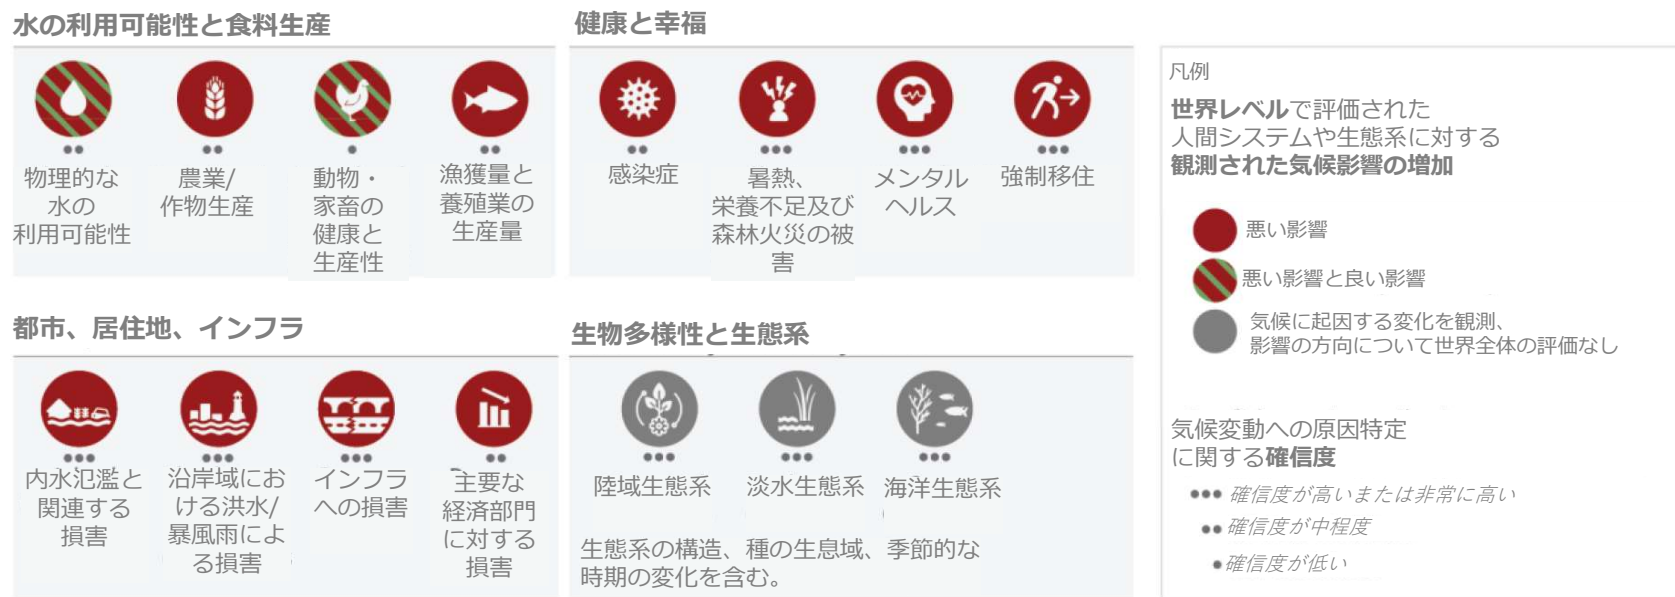 水の利用可能性と食料生産
物理的な
水の
利用可能性
農業/
作物生産
動物・
家畜の
健康と
生産性
漁獲量と
養殖業の
生産量
健康と幸福
感染症
暑熱、
栄養不足及び
森林火災の被
害
メンタル
ヘルス
強制移住
都市、居住地、インフラ
内水氾濫と
関連する
損害
沿岸域にお
ける洪水/
暴風雨によ
る損害
インフラ
への損害
主要な
経済部門
に対する
損害
生物多様性と生態系
陸域生態系
淡水生態系
海洋生態系
生態系の構造、種の生息域、季節的な
時期の変化を含む。
凡例
世界レベルで評価された
人間システムや生態系に対する
観測された気候影響の増加
悪い影響
悪い影響と良い影響
気候に起因する変化を観測、
影響の方向について世界全体の評価なし
気候変動への原因特定
に関する確信度
確信度が高いまたは非常に高い
確信度が中程度
確信度が低い